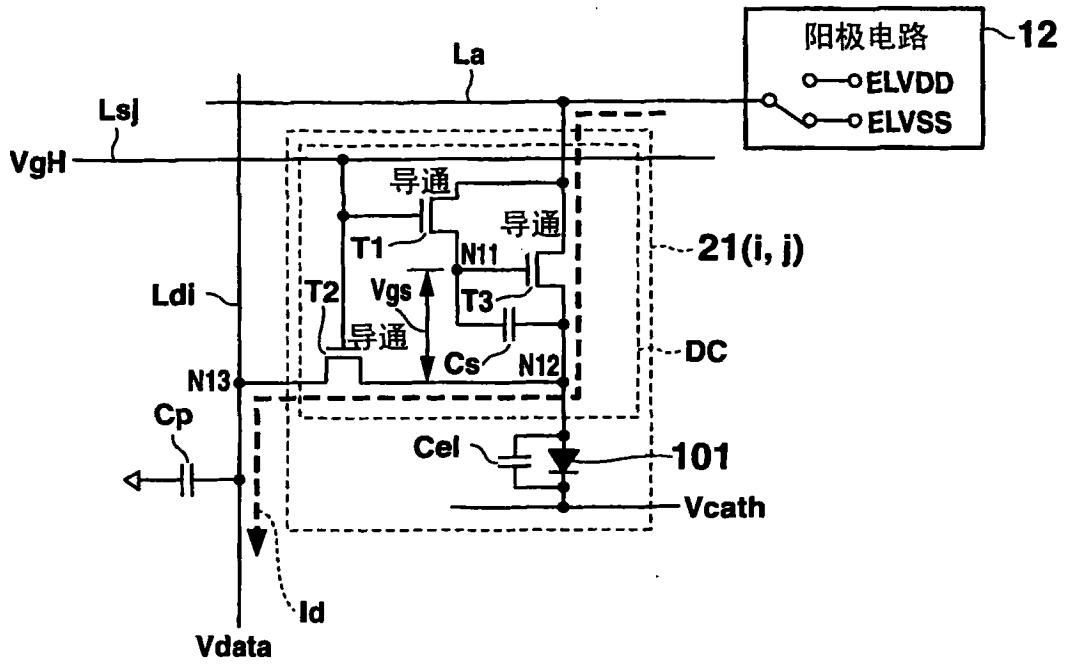 阳极电路
12
ELVDD
ELVSS
La
Lsj
VgH
导通
导通
T1
N11
21(i, j)
Ldi
T2
Vgs
T3
导通
Cs
N12
DC
N13
Cp
Cel
101
Vcath
Id
Vdata